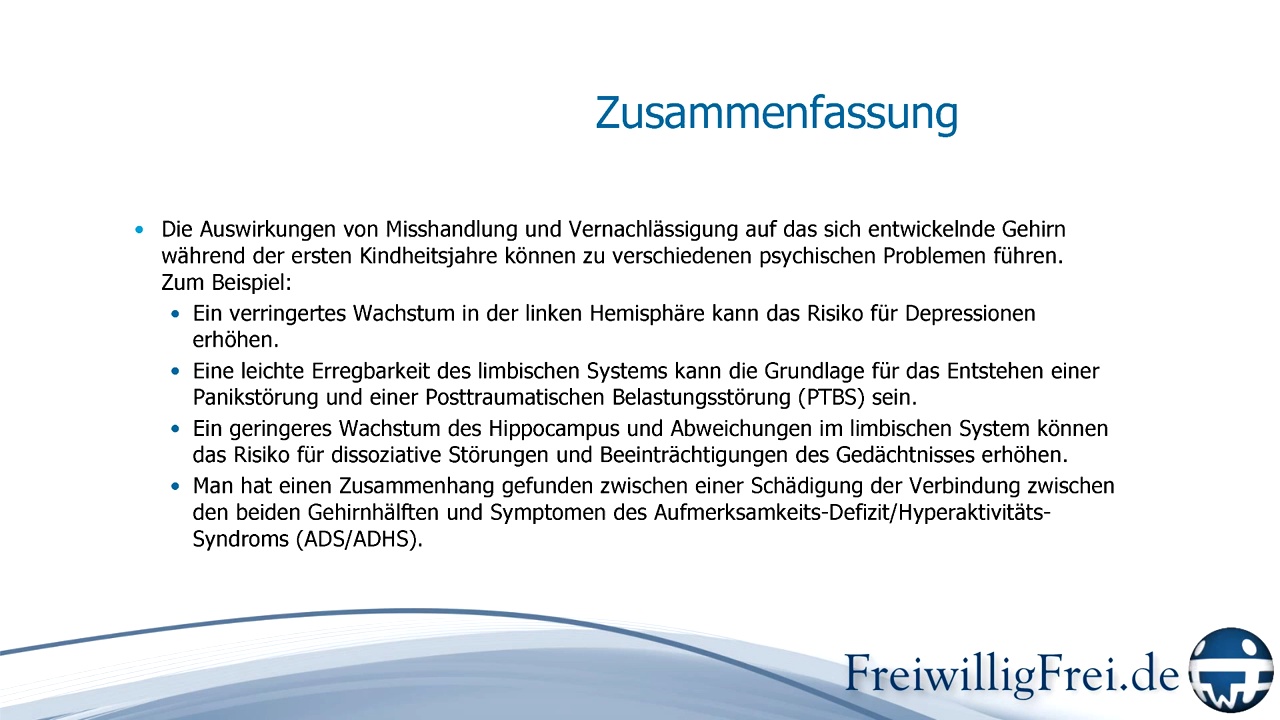 Zusammenfassung
• Die Auswirkungen von Misshandlung und Vernachlässigung auf das sich entwickelnde Gehirn
während der ersten Kindheitsjahre können zu verschiedenen psychischen Problemen führen.
Zum Beispiel:
• Ein verringertes Wachstum in der linken Hemisphäre kann das Risiko für Depressionen
erhöhen.
• Eine leichte Erregbarkeit des limbischen Systems kann die Grundlage für das Entstehen einer
Panikstörung und einer Posttraumatischen Belastungsstörung (PTBS) sein.
• Ein geringeres Wachstum des Hippocampus und Abweichungen im limbischen System können
das Risiko für dissoziative Störungen und Beeinträchtigungen des Gedächtnisses erhöhen.
• Man hat einen Zusammenhang gefunden zwischen einer Schädigung der Verbindung zwischen
den beiden Gehirnhälften und Symptomen des Aufmerksamkeits-Defizit/Hyperaktivitäts-
Syndroms (ADS/ADHS).
FreiwilligFrei.de